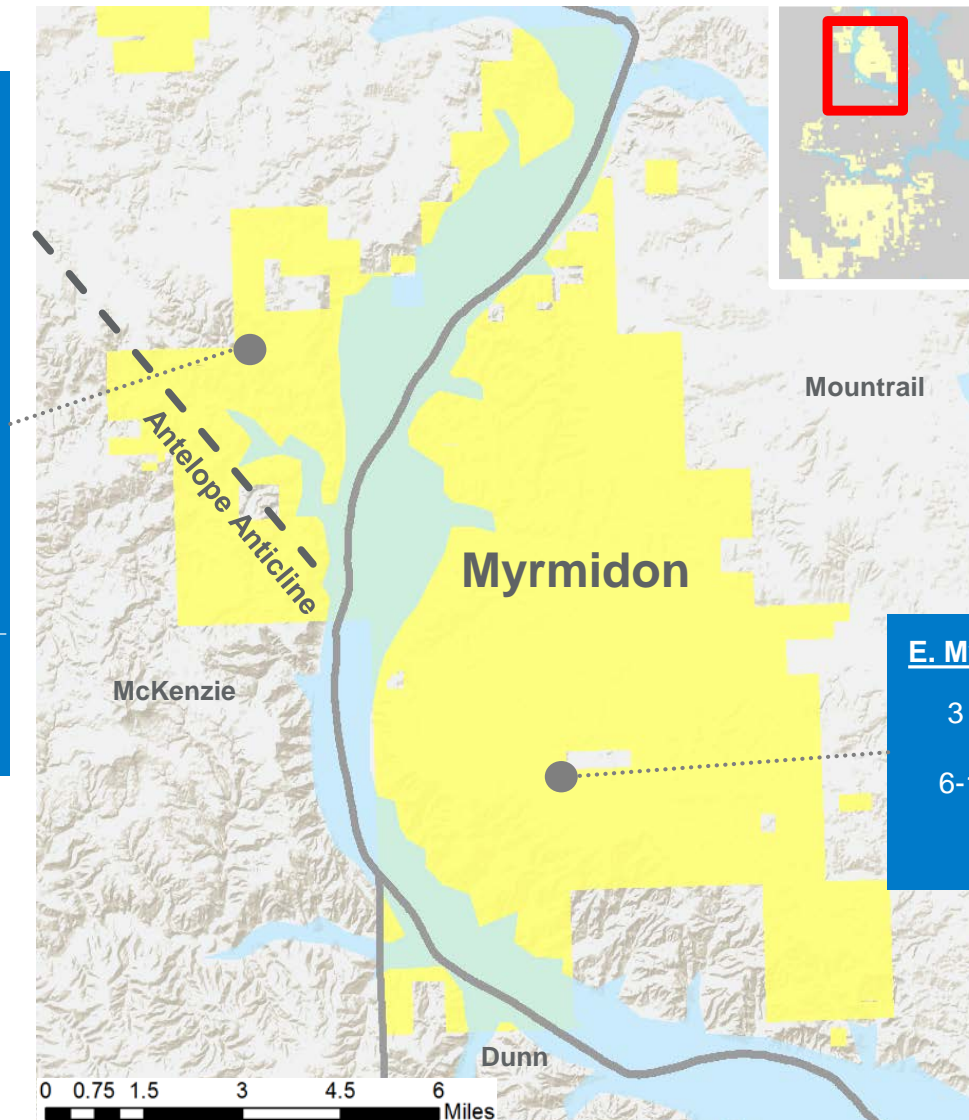 Mountrail
Antelope Anticline
Myrmidon
E. M
3
6-
McKenzie
Dunn
0 0.75 1.5 3 4.5 6
Miles